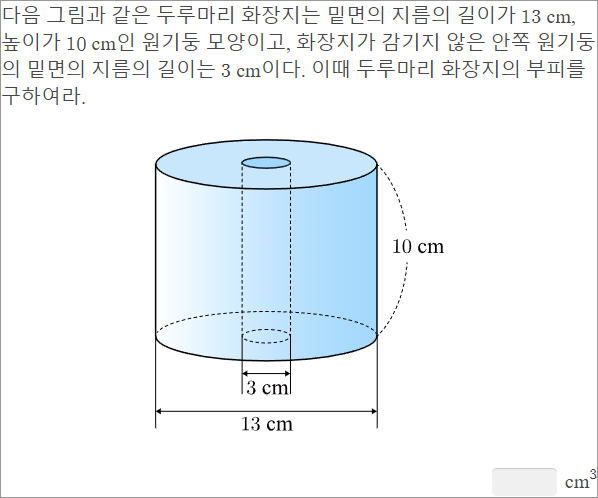 다음 그림과 같은 두루마리 화장지는 밑면의 지름의 길이가 13 cm,
높이가 10 cm인 원기둥 모양이고, 화장지가 감기지 않은 안쪽 원기둥
의 밑면의 지름의 길이는 3 cm이다. 이때 두루마리 화장지의 부피를
구하여라.
10 cm
3 cm
13 cm
cm³